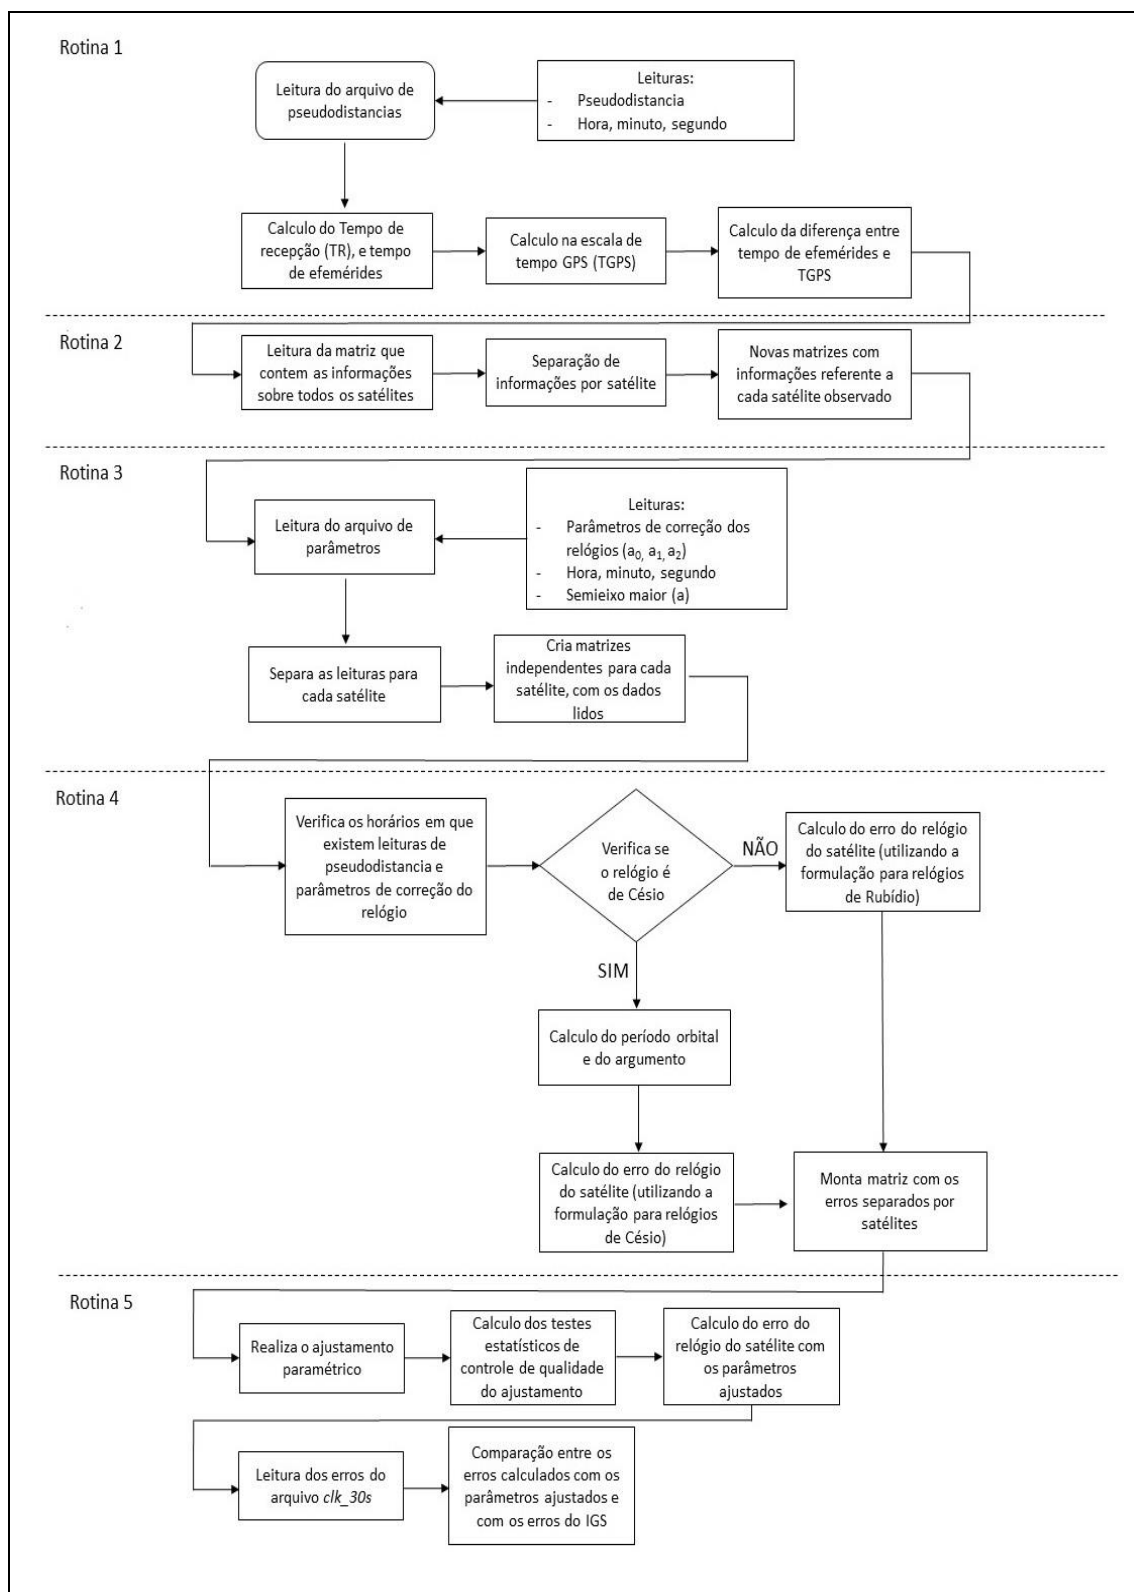 Rotina 1
Leitura do arquivo de
pseudodistancias
Leituras:
- Pseudodistancia
- Hora, minuto, segundo
Calculo do Tempo de
recepção (TR), e tempo
de efemérides
Calculo na escala de
tempo GPS (TGPS)
Calculo da diferença entre
tempo de efemérides e
TGPS
Rotina 2
Leitura da matriz que
contem as informações
sobre todos os satélites
Separação de
informações por satélite
Novas matrizes com
informações referente a
cada satélite observado
Rotina 3
Leitura do arquivo de
parâmetros
Leituras:
- Parâmetros de correção dos
relógios (a0, a1, a2)
- Hora, minuto, segundo
- Semieixo maior (a)
Separa as leituras para
cada satélite
Cria matrizes
independentes para cada
satélite, com os dados
lidos
Rotina 4
Verifica os horários em que
existem leituras de
pseudodistancia e
parâmetros de correção do
relógio
Verifica se
o relógio é
de Césio
NÃO
Calculo do erro do relógio
do satélite (utilizando a
formulação para relógios
de Rubídio)
SIM
Calculo do período orbital
e do argumento
Calculo do erro do relógio
do satélite (utilizando a
formulação para relógios
de Césio)
Monta matriz com os
erros separados por
satélites
Rotina 5
Realiza o ajustamento
paramétrico
Calculo dos testes
estatísticos de
controle de qualidade
do ajustamento
Calculo do erro do
relógio do satélite com
os parâmetros
ajustados
Leitura dos erros do
arquivo clk_30s
Comparação entre os
erros calculados com os
parâmetros ajustados e
com os erros do IGS